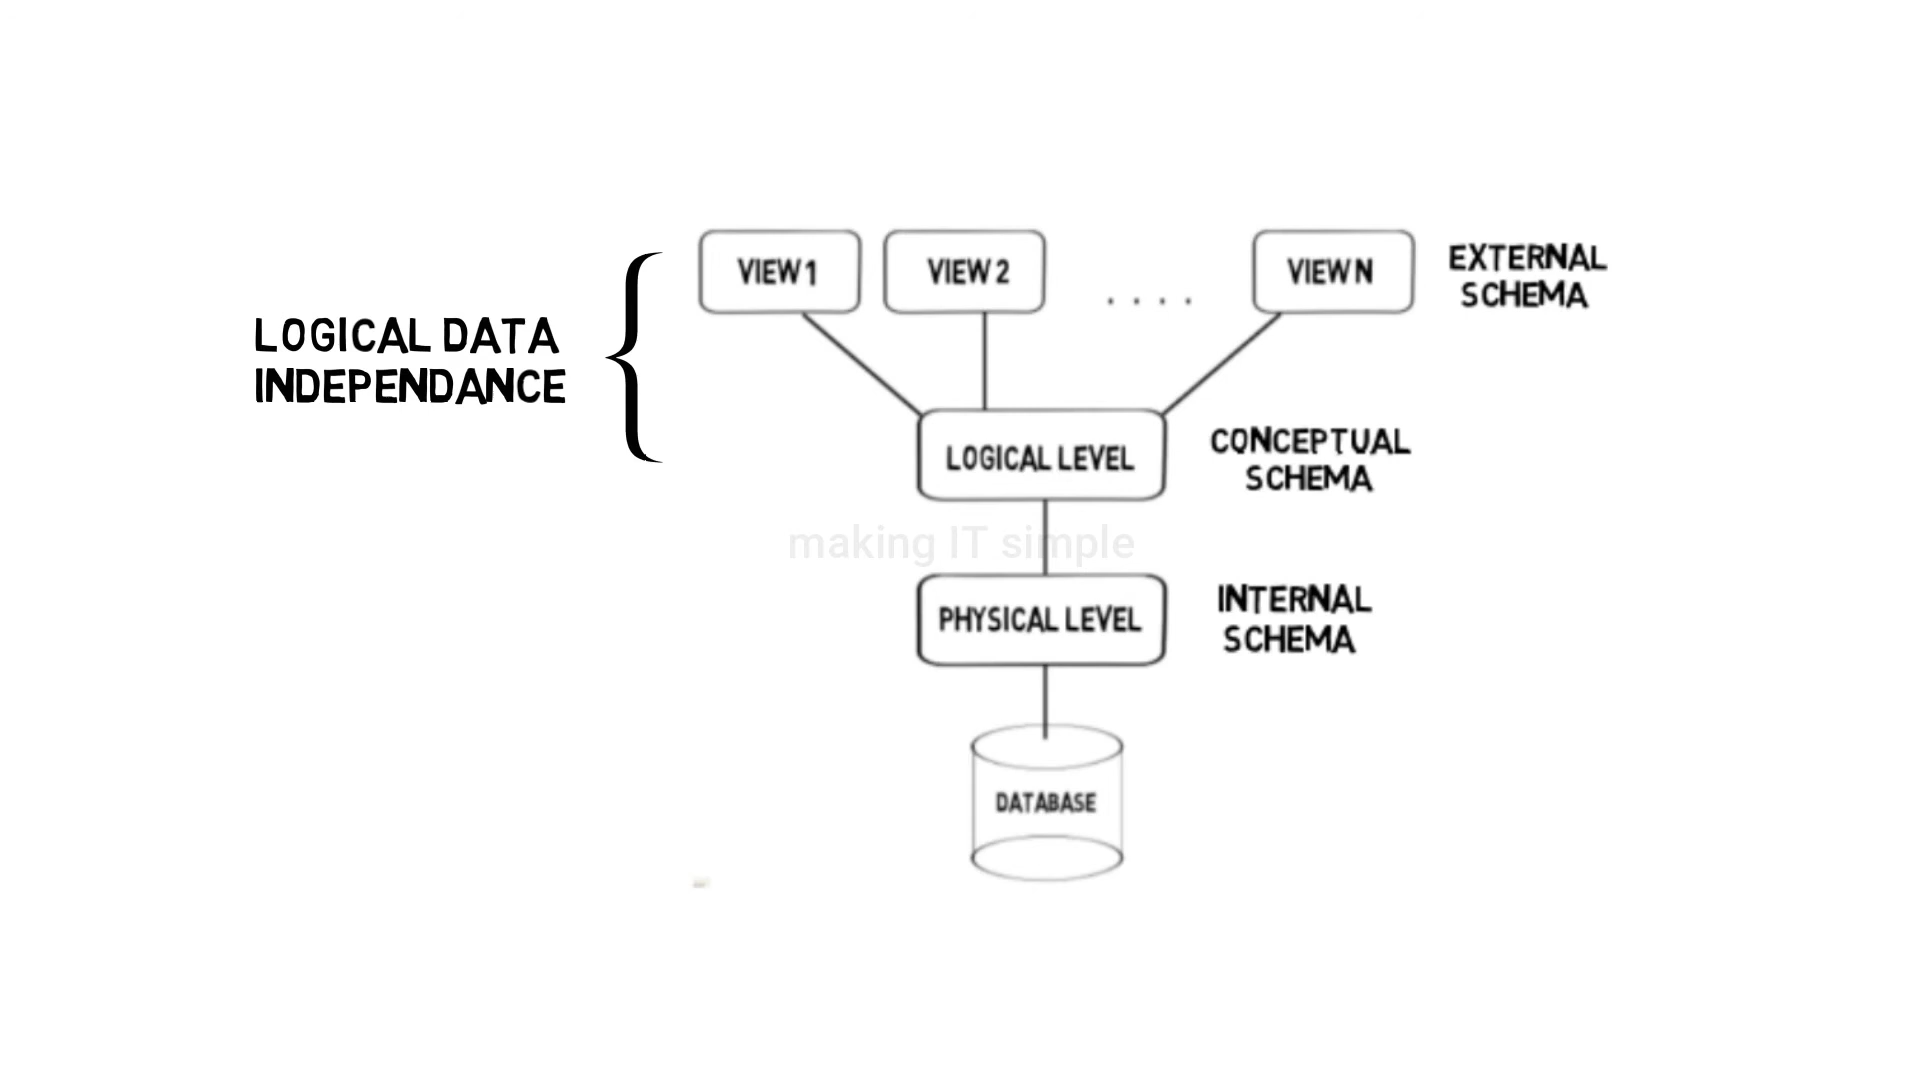 VIEW 1
VIEW 2
. . . .
VIEW N
EXTERNAL
SCHEMA
LOGICAL DATA
INDEPENDANCE
LOGICAL LEVEL
CONCEPTUAL
SCHEMA
making IT simple
PHYSICAL LEVEL
INTERNAL
SCHEMA
DATABASE